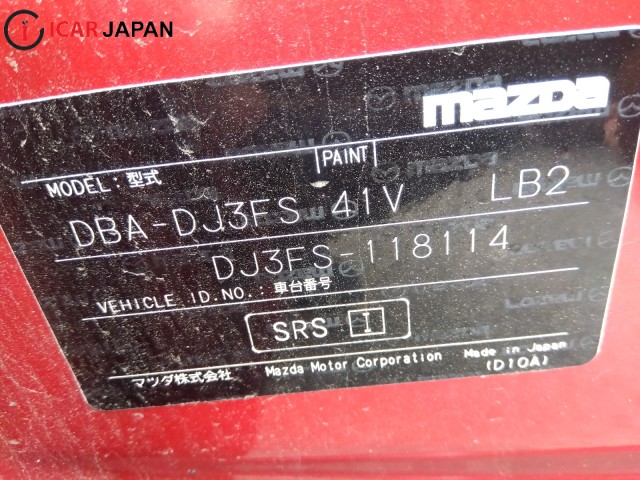 ICARJAPAN
mazda
MODEL: 型式 PAINT
DBA-DJ3FS 41V LB2
DJ3FS-118114
VEHICLE ID.NO.: 車台番号
SRS I
マツダ株式会社 Mazda Motor Corporation Made in Japan
(D10A)